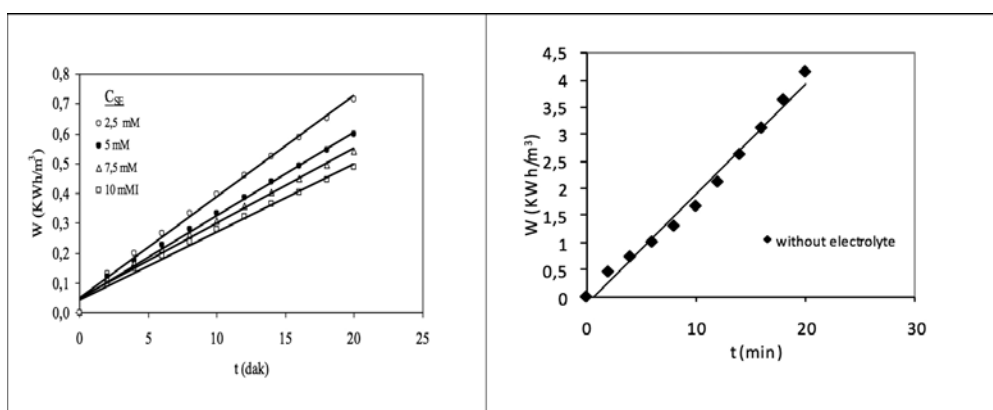 0,8
0,7
0,6
0,5
0,4
0,3
0,2
0,1
0,0
W (KWh/m³)
C_SE
2,5 mM
5 mM
7,5 mM
10 mMl
0 5 10 15 20 25
t (dak)
4,5
4
3,5
3
2,5
2
1,5
1
0,5
0
W (KWh/m³)
without electrolyte
0 10 20 30
t (min)